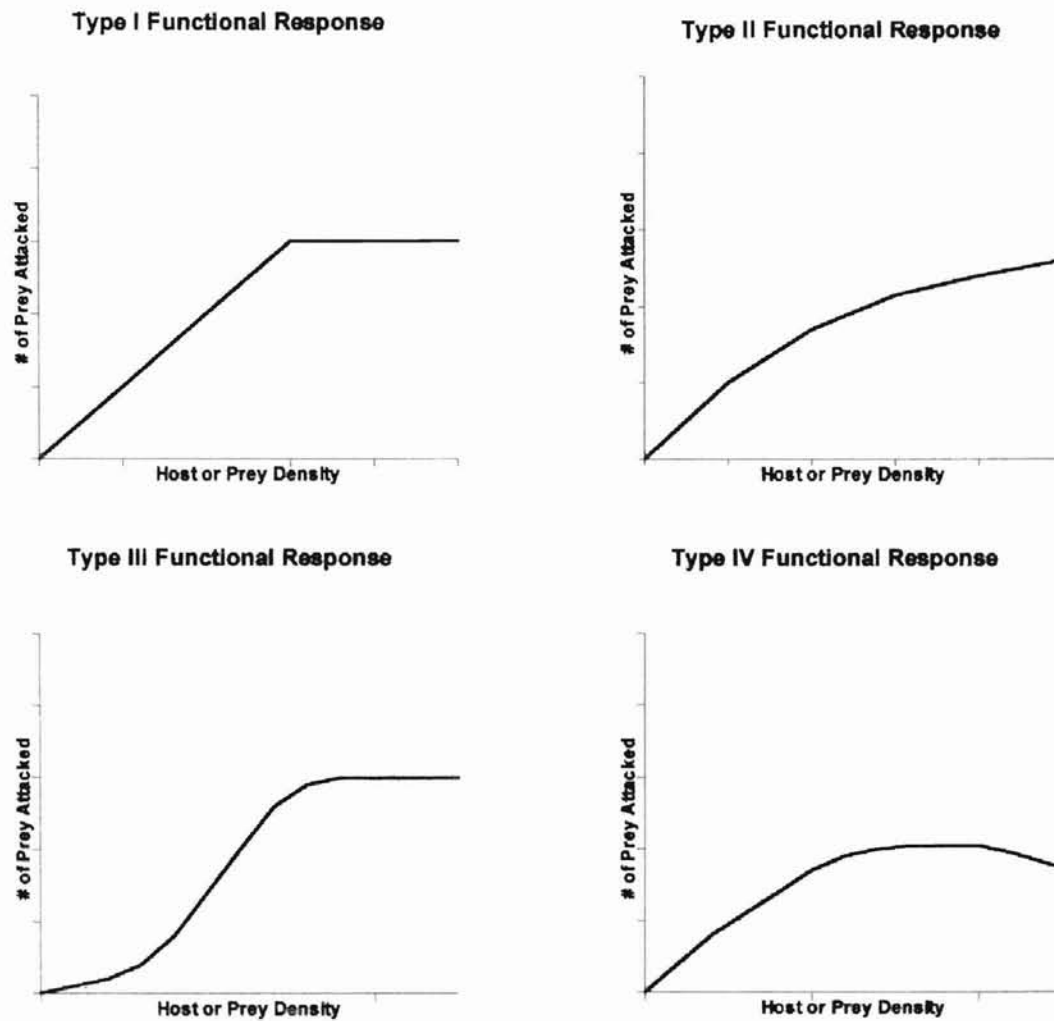 Type I Functional Response
# of Prey Attacked
Host or Prey Density
Type II Functional Response
# of Prey Attacked
Host or Prey Density
Type III Functional Response
# of Prey Attacked
Host or Prey Density
Type IV Functional Response
# of Prey Attacked
Host or Prey Density